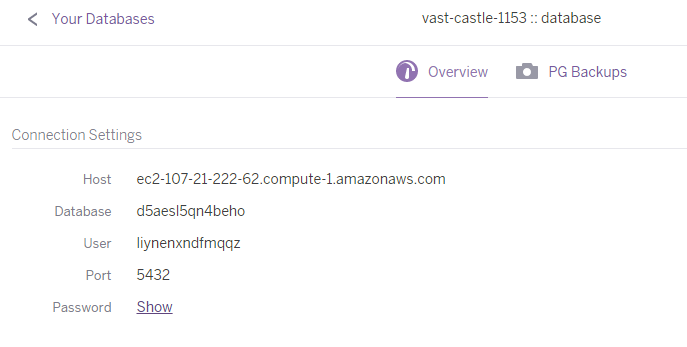 Your Databases
vast-castle-1153 :: database
Overview
PG Backups
Connection Settings
Host ec2-107-21-222-62.compute-1.amazonaws.com
Database d5aesl5qn4beho
User liynenxndfmqqz
Port 5432
Password Show